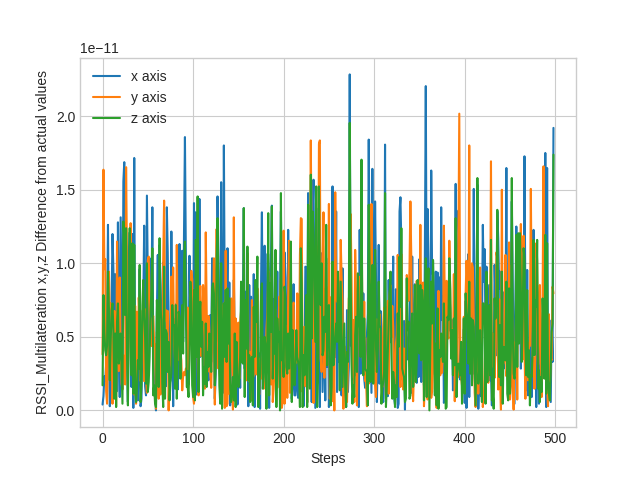 1e−11
x axis
y axis
z axis
2.0
1.5
1.0
0.5
0.0
RSSI_Multilateration x,y,z Difference from actual values
0 100 200 300 400 500
Steps